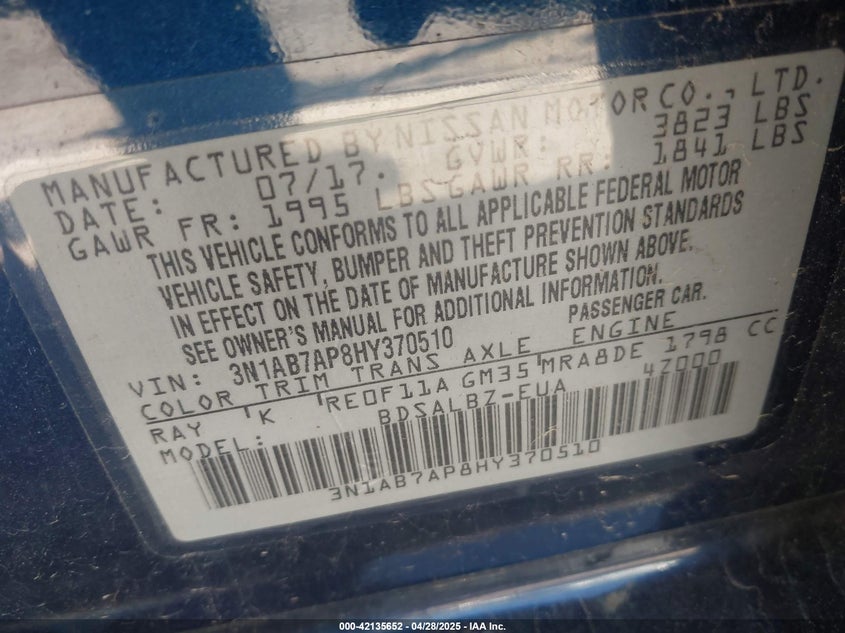 MANUFACTURED BY NISSAN MOTOR CO., LTD.
DATE: 07/17. GVWR: 3823 LBS
GAWR FR: 1995 LBS GAWR RR: 1841 LBS
THIS VEHICLE CONFORMS TO ALL APPLICABLE FEDERAL MOTOR
VEHICLE SAFETY, BUMPER AND THEFT PREVENTION STANDARDS
IN EFFECT ON THE DATE OF MANUFACTURE SHOWN ABOVE.
SEE OWNER'S MANUAL FOR ADDITIONAL INFORMATION.
VIN: 3N1AB7AP8HY370510 PASSENGER CAR.
COLOR TRIM TRANS AXLE ENGINE
RAY K RE0F11A GM35 MRA8DE 1798 CC
MODEL: BDSALBZ-EUA 4Z000
3N1AB7AP8HY370510
000-42135652 / 04/28/2025 - IAA Inc.